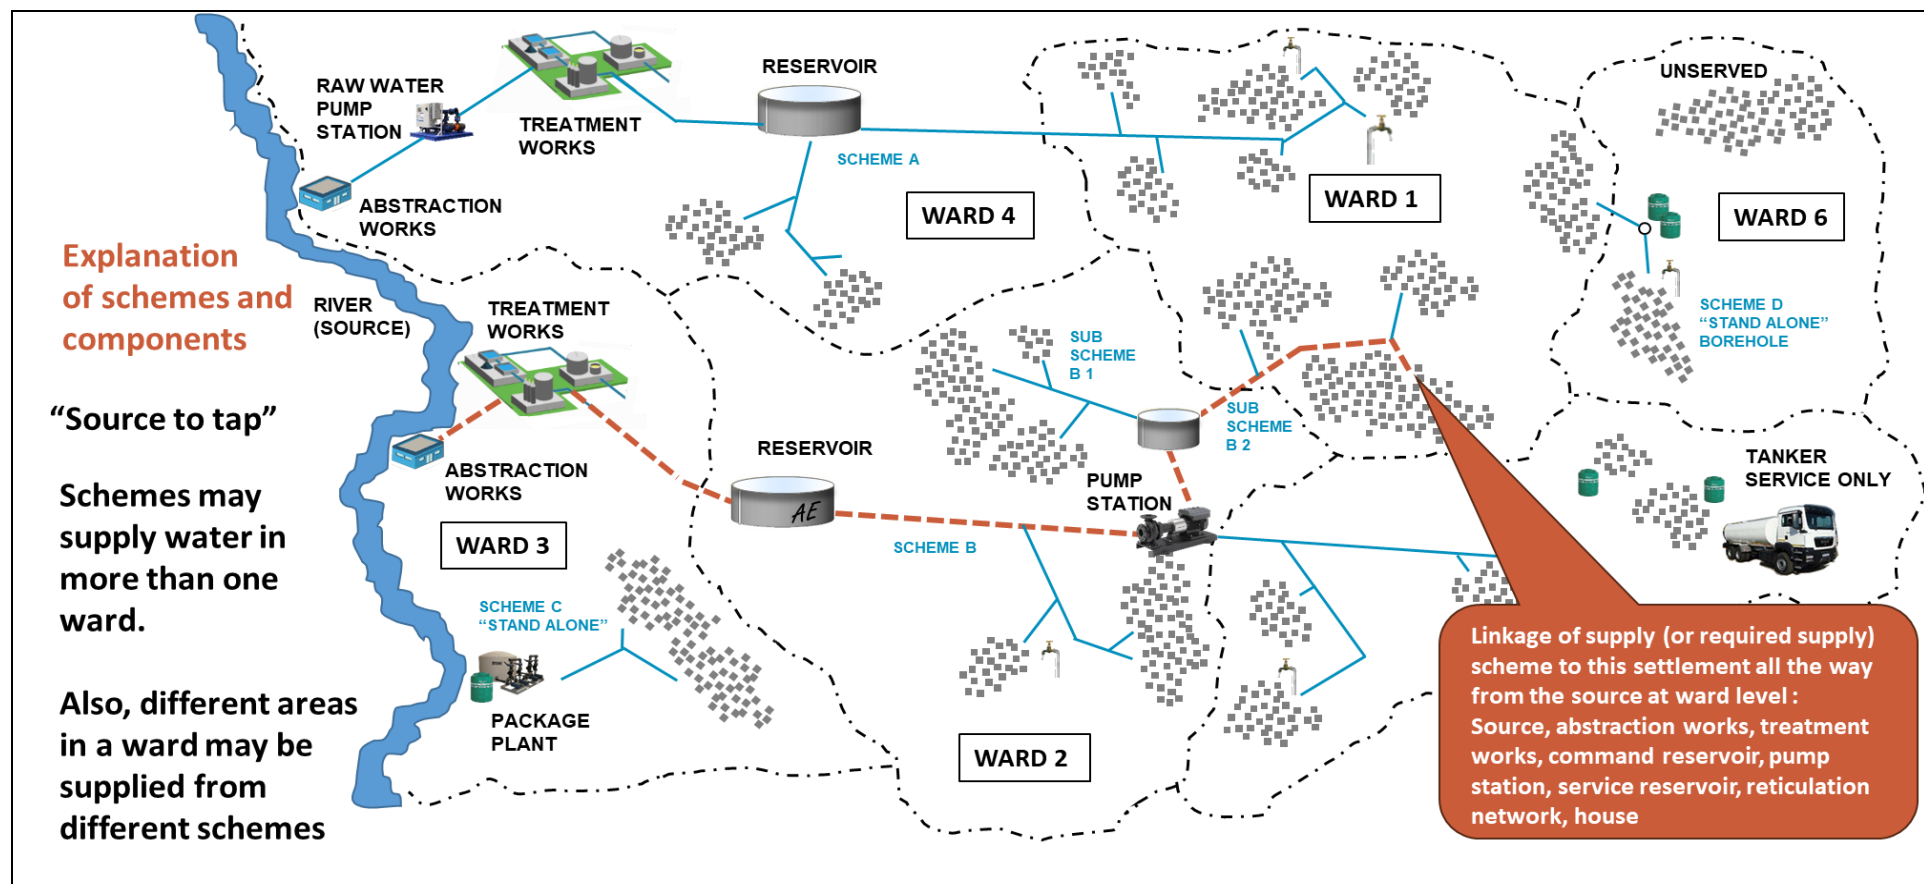 RAW WATER
PUMP
STATION
TREATMENT
WORKS
RESERVOIR
SCHEME A
ABSTRACTION
WORKS
WARD 4
WARD 1
UNSERVED
WARD 6
SCHEME D
“STAND ALONE”
BOREHOLE
Explanation
of schemes and
components
RIVER
(SOURCE)
TREATMENT
WORKS
“Source to tap”
ABSTRACTION
WORKS
RESERVOIR
AE
SUB
SCHEME
B 1
SUB
SCHEME
B 2
PUMP
STATION
TANKER
SERVICE ONLY
Schemes may
supply water in
more than one
ward.
WARD 3
SCHEME B
SCHEME C
“STAND ALONE”
PACKAGE
PLANT
WARD 2
Also, different areas
in a ward may be
supplied from
different schemes
Linkage of supply (or required supply)
scheme to this settlement all the way
from the source at ward level :
Source, abstraction works, treatment
works, command reservoir, pump
station, service reservoir, reticulation
network, house